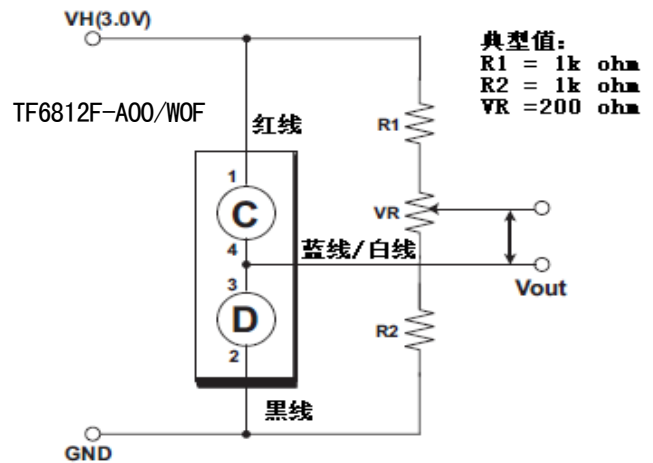 VH(3.0V)
典型值：
R1 = 1k ohm
R2 = 1k ohm
VR =200 ohm
TF6812F-A00/W0F
红线
R1
1
C
VR
4
蓝线/白线
3
Vout
D
R2
2
黑线
GND